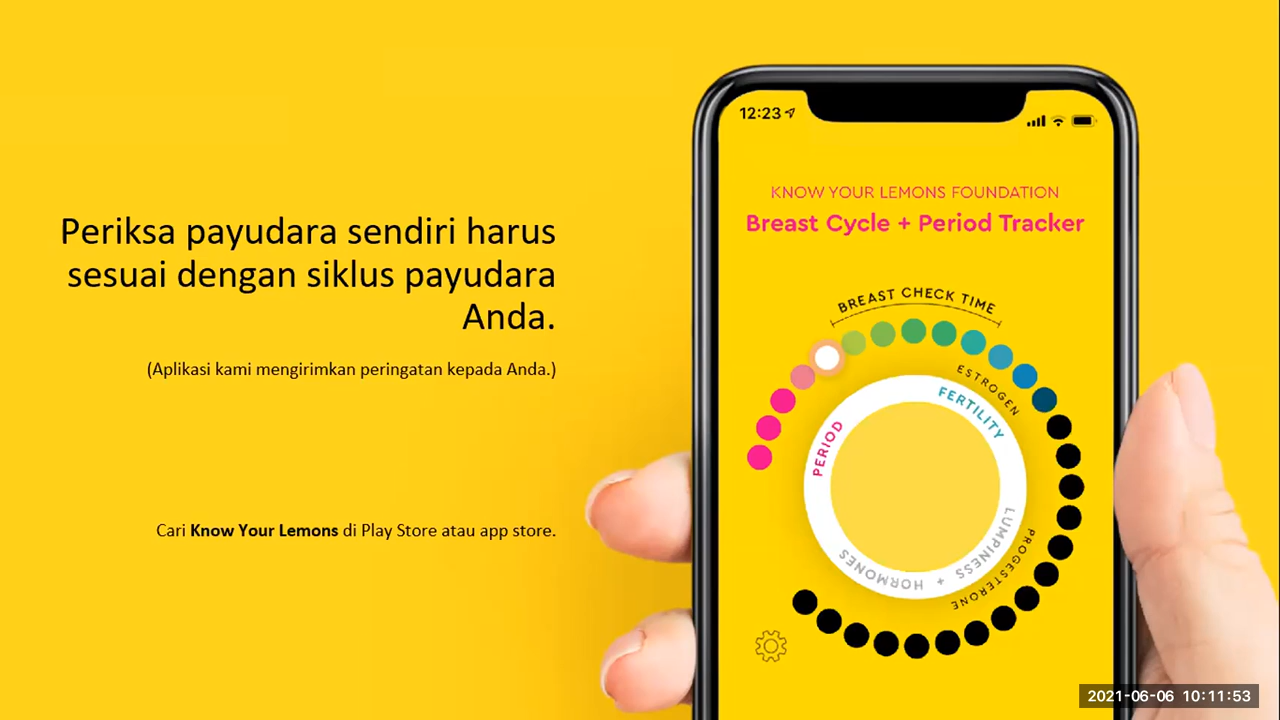 Periksa payudara sendiri harus
sesuai dengan siklus payudara
Anda.
(Aplikasi kami mengirimkan peringatan kepada Anda.)
Cari Know Your Lemons di Play Store atau app store.
12:23
KNOW YOUR LEMONS FOUNDATION
Breast Cycle + Period Tracker
BREAST CHECK TIME
ESTROGEN
FERTILITY
PERIOD
LUMPINESS + HORMONES
PROGESTERONE
2021-06-06 10:11:53